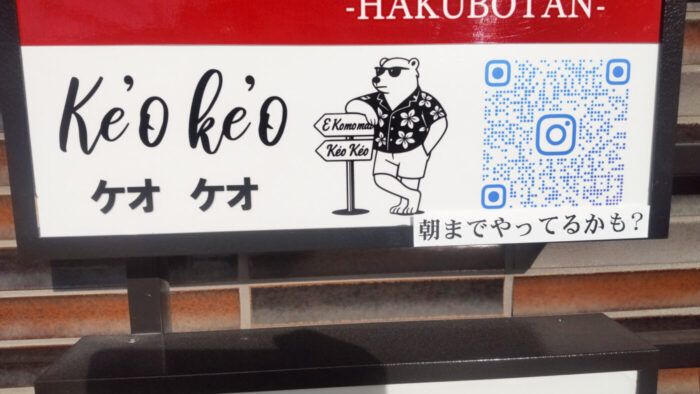 -HAKUBOTAN-
Ke'o ke'o
ケオ ケオ
E Komo mai
Kéo Kéo
朝までやってるかも?